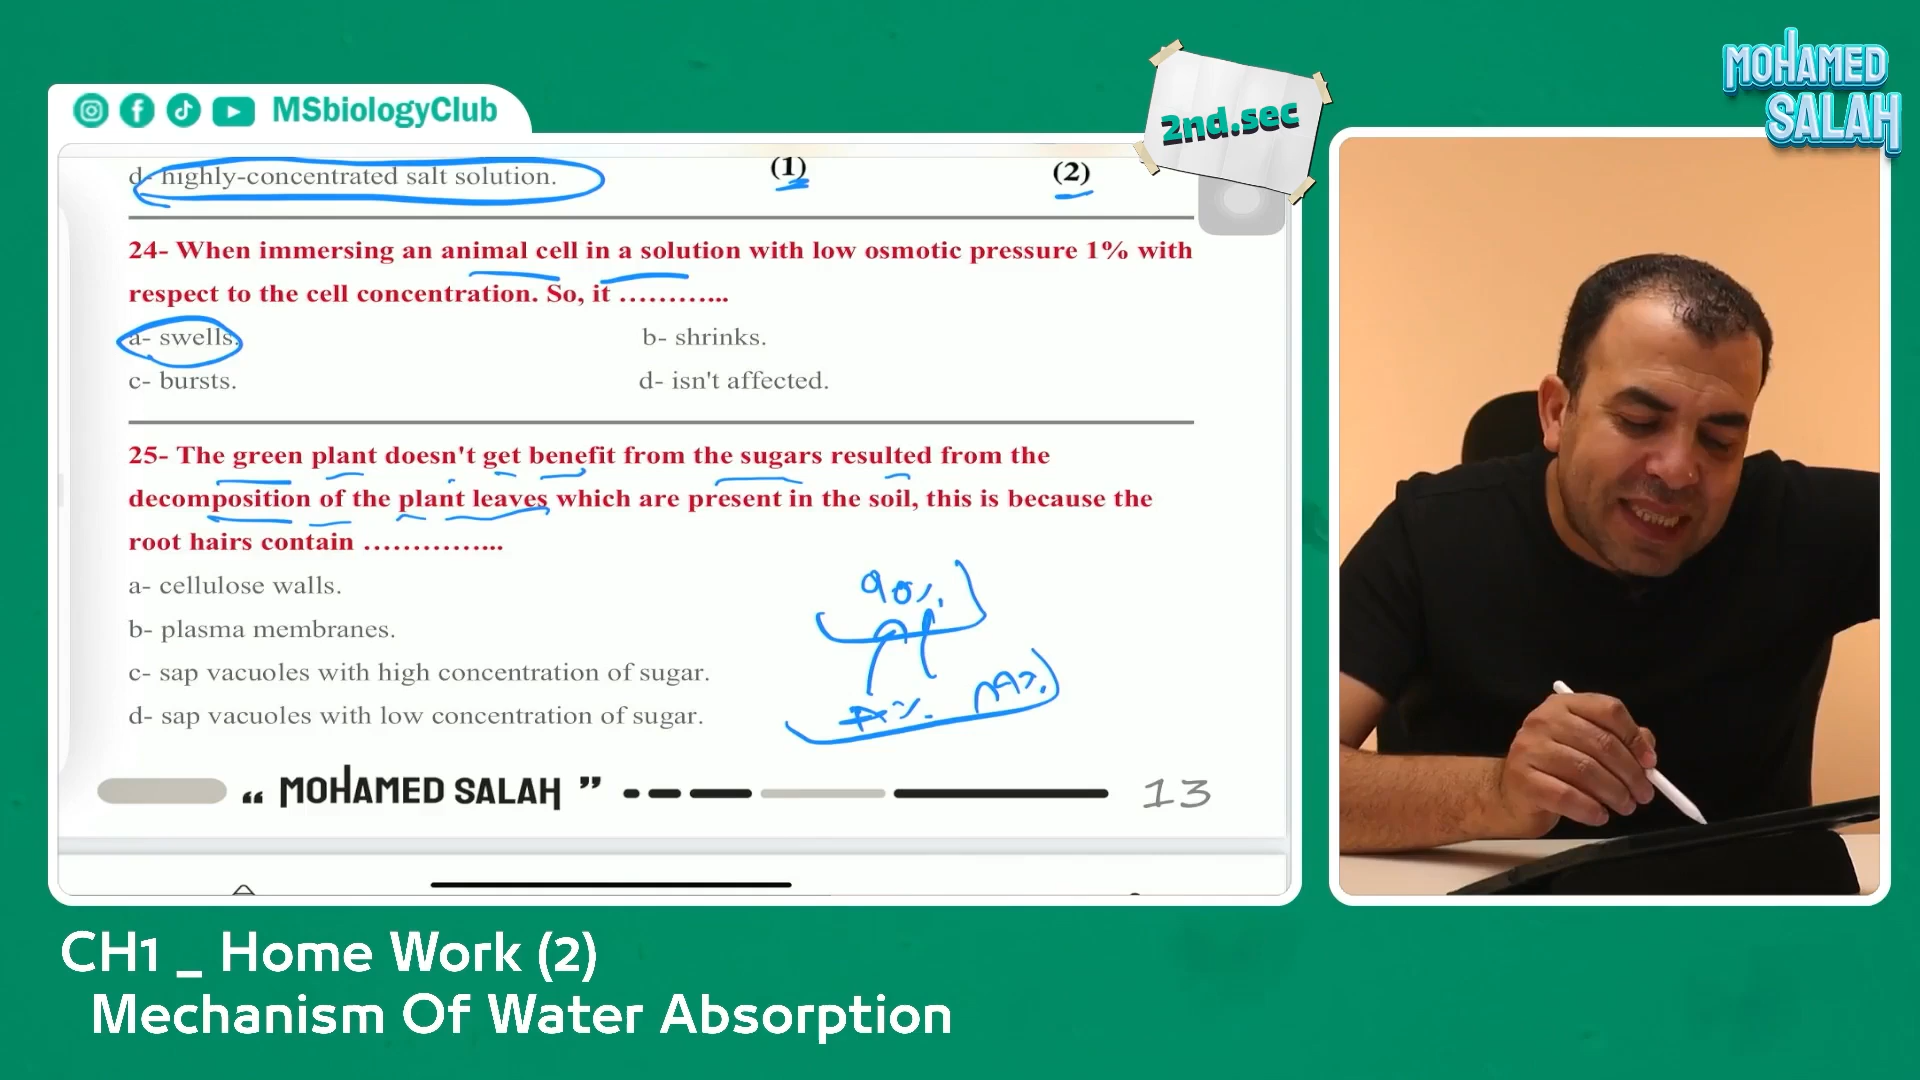 MSbiologyClub
2nd.sec
MOHAMED
SALAH
d- highly-concentrated salt solution.
(1)
(2)
24- When immersing an animal cell in a solution with low osmotic pressure 1% with
respect to the cell concentration. So, it ...........
a- swells.
b- shrinks.
c- bursts.
d- isn't affected.
25- The green plant doesn't get benefit from the sugars resulted from the
decomposition of the plant leaves which are present in the soil, this is because the
root hairs contain ..............
a- cellulose walls.
b- plasma membranes.
c- sap vacuoles with high concentration of sugar.
d- sap vacuoles with low concentration of sugar.
“ MOHAMED SALAH ”
13
CH1 _ Home Work (2)
Mechanism Of Water Absorption